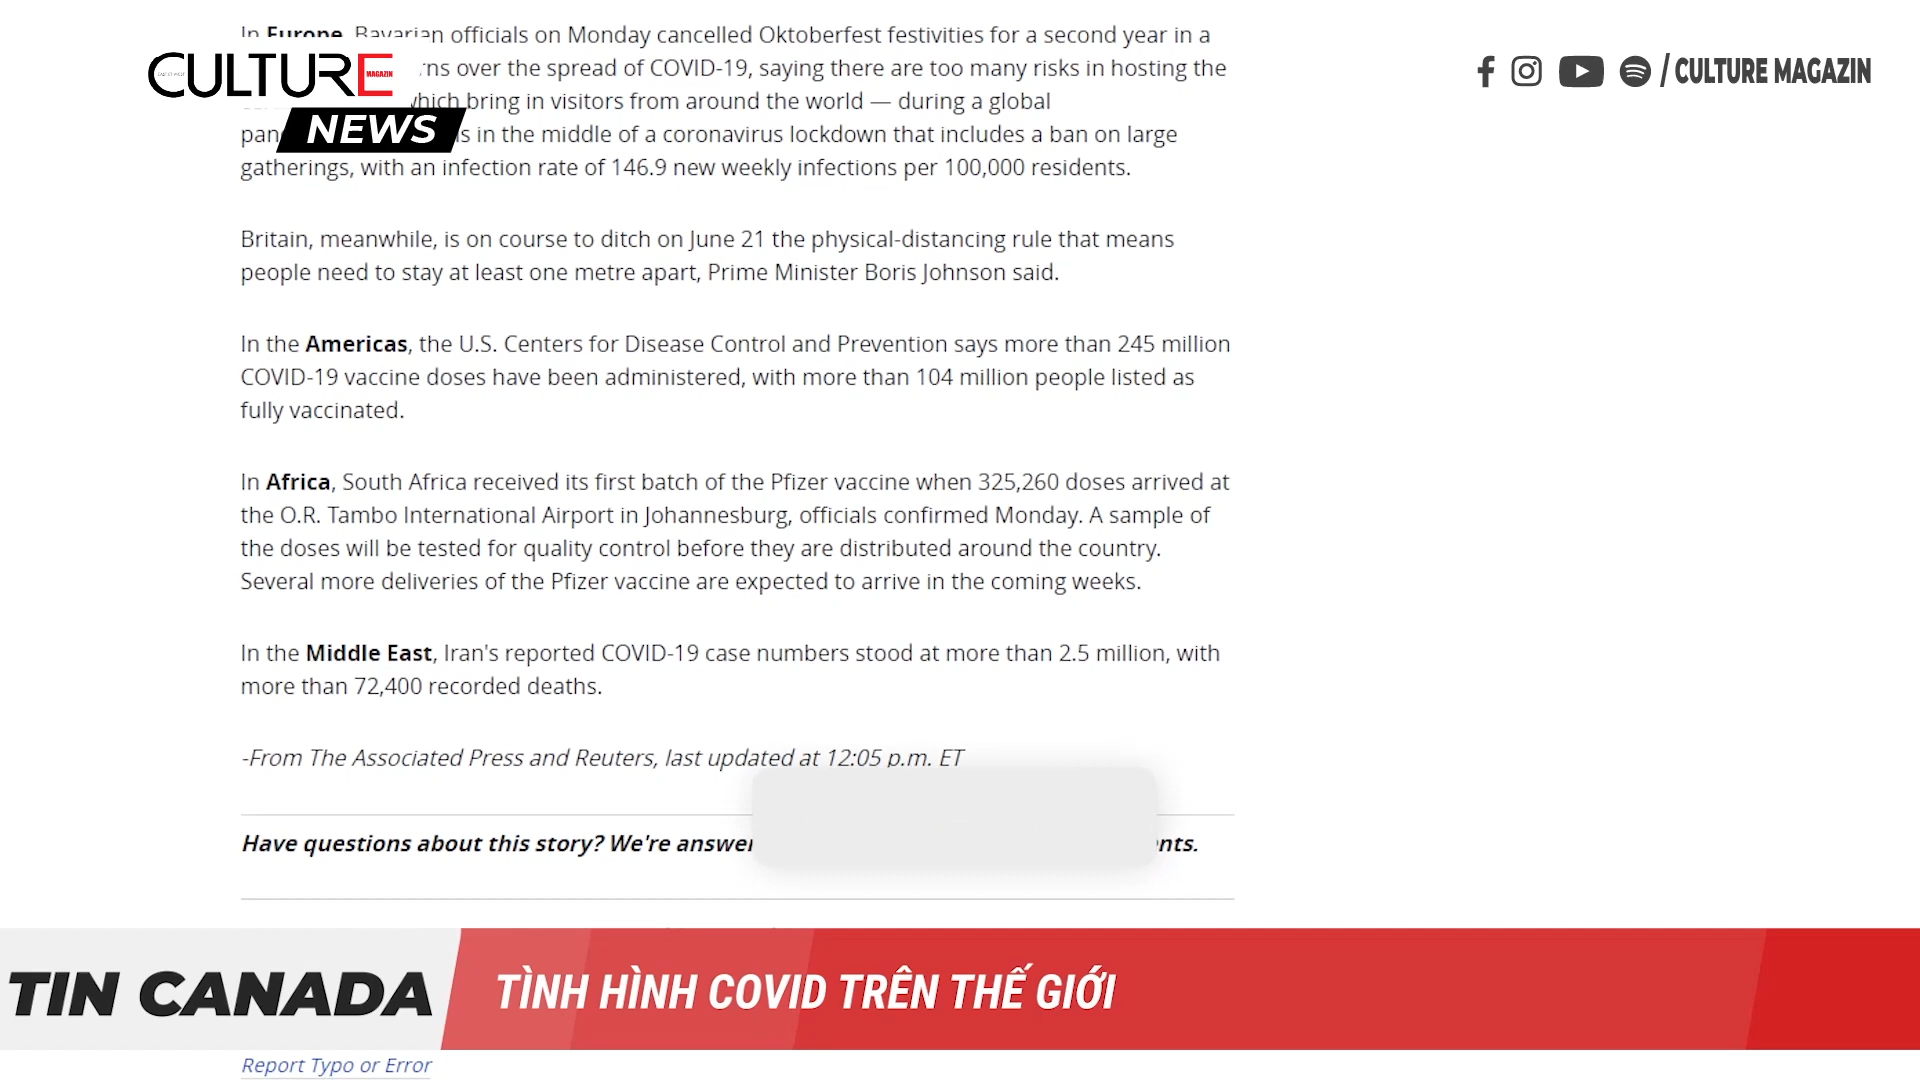 In Europe, Bavarian officials on Monday cancelled Oktoberfest festivities for a second year in a
over the spread of COVID-19, saying there are too many risks in hosting the
which bring in visitors from around the world — during a global
in the middle of a coronavirus lockdown that includes a ban on large
gatherings, with an infection rate of 146.9 new weekly infections per 100,000 residents.
CULTURE
MAGAZIN
NEWS
/ CULTURE MAGAZIN
Britain, meanwhile, is on course to ditch on June 21 the physical-distancing rule that means
people need to stay at least one metre apart, Prime Minister Boris Johnson said.
In the Americas, the U.S. Centers for Disease Control and Prevention says more than 245 million
COVID-19 vaccine doses have been administered, with more than 104 million people listed as
fully vaccinated.
In Africa, South Africa received its first batch of the Pfizer vaccine when 325,260 doses arrived at
the O.R. Tambo International Airport in Johannesburg, officials confirmed Monday. A sample of
the doses will be tested for quality control before they are distributed around the country.
Several more deliveries of the Pfizer vaccine are expected to arrive in the coming weeks.
In the Middle East, Iran's reported COVID-19 case numbers stood at more than 2.5 million, with
more than 72,400 recorded deaths.
-From The Associated Press and Reuters, last updated at 12:05 p.m. ET
Have questions about this story? We're
TIN CANADA
TÌNH HÌNH COVID TRÊN THẾ GIỚI
Report Typo or Error